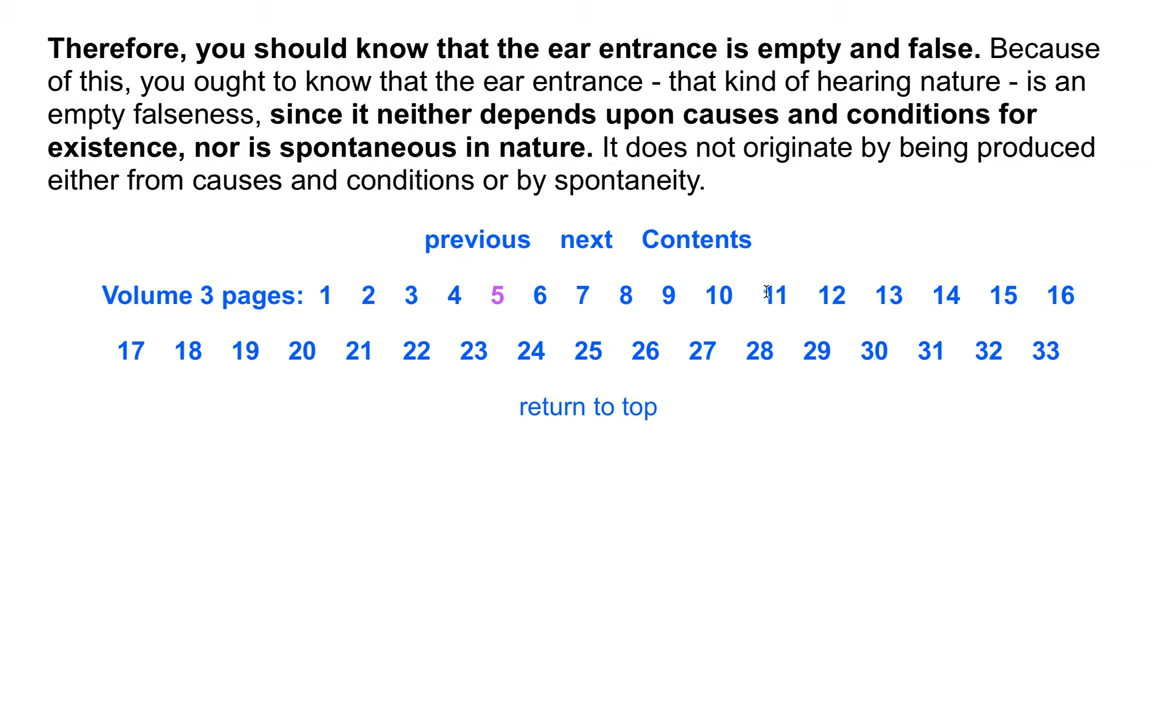 Therefore, you should know that the ear entrance is empty and false. Because
of this, you ought to know that the ear entrance - that kind of hearing nature - is an
empty falseness, since it neither depends upon causes and conditions for
existence, nor is spontaneous in nature. It does not originate by being produced
either from causes and conditions or by spontaneity.
previous next Contents
Volume 3 pages: 1 2 3 4 5 6 7 8 9 10 11 12 13 14 15 16
17 18 19 20 21 22 23 24 25 26 27 28 29 30 31 32 33
return to top